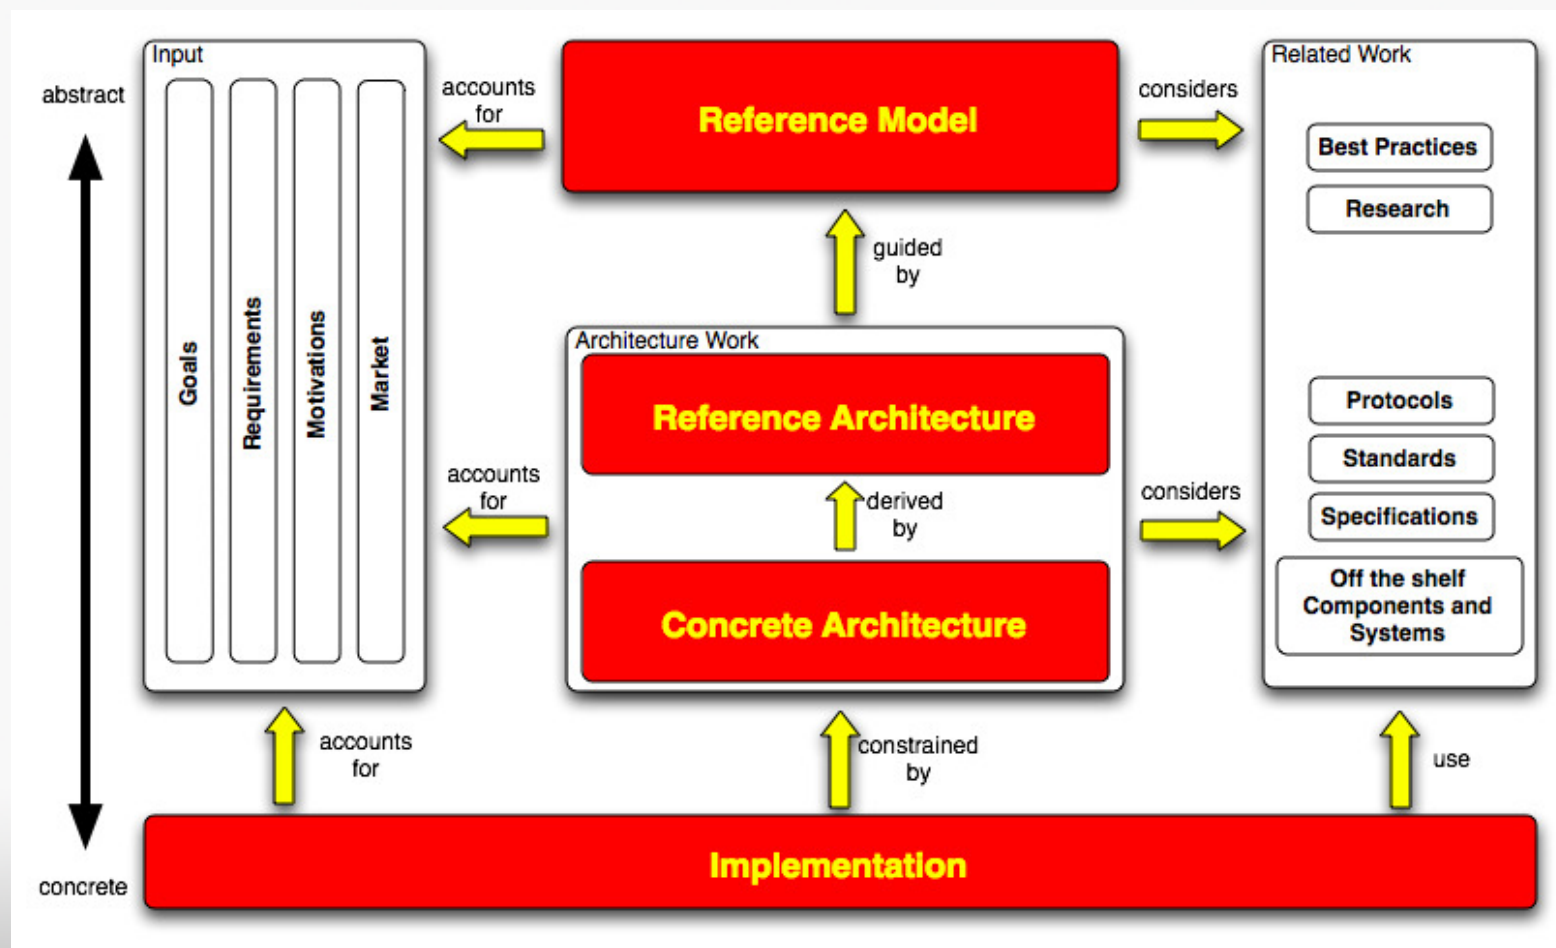 Input
Related Work
abstract
accounts
for
Reference Model
considers
Best Practices
Research
guided
by
Goals
Requirements
Motivations
Market
Architecture Work
Reference Architecture
Protocols
Standards
Specifications
accounts
for
derived
by
considers
Concrete Architecture
Off the shelf
Components and
Systems
accounts
for
constrained
by
use
concrete
Implementation